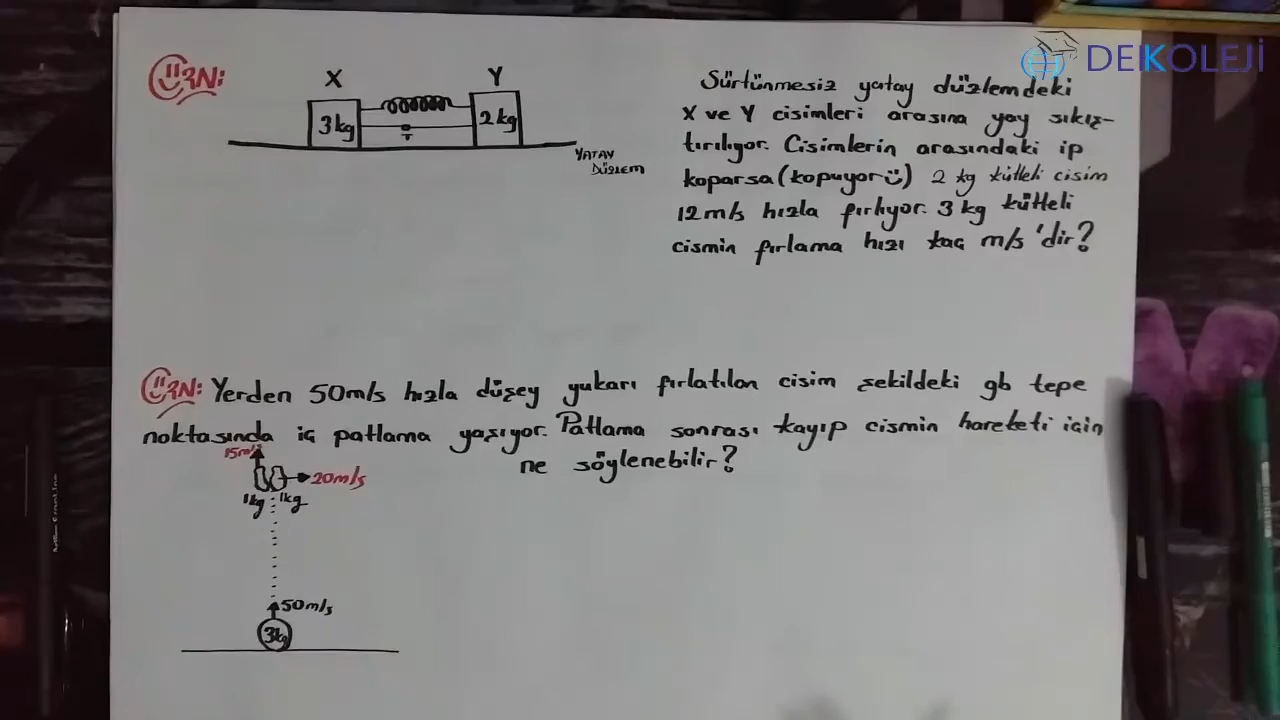 DEKOLEJİ
ÖRN:
X
Y
3kg
2kg
T
YATAY
DÜZLEM
Sürtünmesiz yatay düzlemdeki
X ve Y cisimleri arasına yay sıkış-
tırılıyor. Cisimlerin arasındaki ip
koparsa (kopuyor ü) 2 kg kütleli cisim
12m/s hızla fırlıyor. 3 kg kütleli
cismin fırlama hızı kaç m/s 'dir?
ÖRN: Yerden 50m/s hızla düşey yukarı fırlatılan cisim şekildeki gb tepe
noktasında iç patlama yaşıyor. Patlama sonrası kayıp cismin hareketi için
ne söylenebilir?
15m/s
20m/s
1kg 1kg
50m/s
3kg